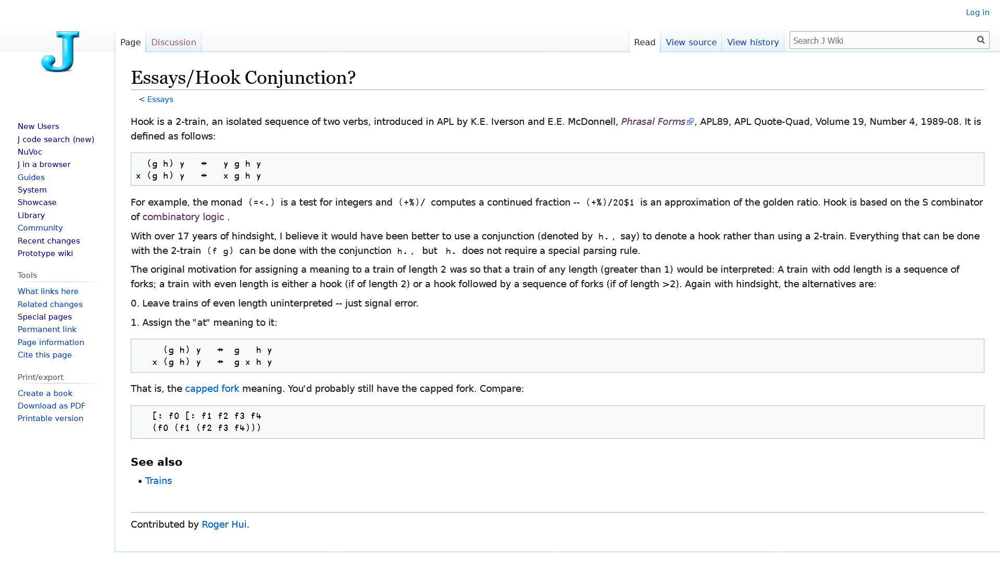 Log in
J
Page
Discussion
Read
View source
View history
Search J Wiki
Essays/Hook Conjunction?
< Essays
New Users
J code search (new)
NuVoc
J in a browser
Guides
System
Showcase
Library
Community
Recent changes
Prototype wiki
Tools
What links here
Related changes
Special pages
Permanent link
Page information
Cite this page
Print/export
Create a book
Download as PDF
Printable version
Hook is a 2-train, an isolated sequence of two verbs, introduced in APL by K.E. Iverson and E.E. McDonnell, Phrasal Forms, APL89, APL Quote-Quad, Volume 19, Number 4, 1989-08. It is
defined as follows:
(g h) y ⇔ y g h y
x (g h) y ⇔ x g h y
For example, the monad (=<.) is a test for integers and (+%)/ computes a continued fraction -- (+%)/20$1 is an approximation of the golden ratio. Hook is based on the S combinator
of combinatory logic .
With over 17 years of hindsight, I believe it would have been better to use a conjunction (denoted by h. , say) to denote a hook rather than using a 2-train. Everything that can be done
with the 2-train (f g) can be done with the conjunction h. , but h. does not require a special parsing rule.
The original motivation for assigning a meaning to a train of length 2 was so that a train of any length (greater than 1) would be interpreted: A train with odd length is a sequence of
forks; a train with even length is either a hook (if of length 2) or a hook followed by a sequence of forks (if of length >2). Again with hindsight, the alternatives are:
0. Leave trains of even length uninterpreted -- just signal error.
1. Assign the "at" meaning to it:
(g h) y ⇔ g h y
x (g h) y ⇔ g x h y
That is, the capped fork meaning. You'd probably still have the capped fork. Compare:
[: f0 [: f1 f2 f3 f4
(f0 (f1 (f2 f3 f4)))
See also
• Trains
Contributed by Roger Hui.